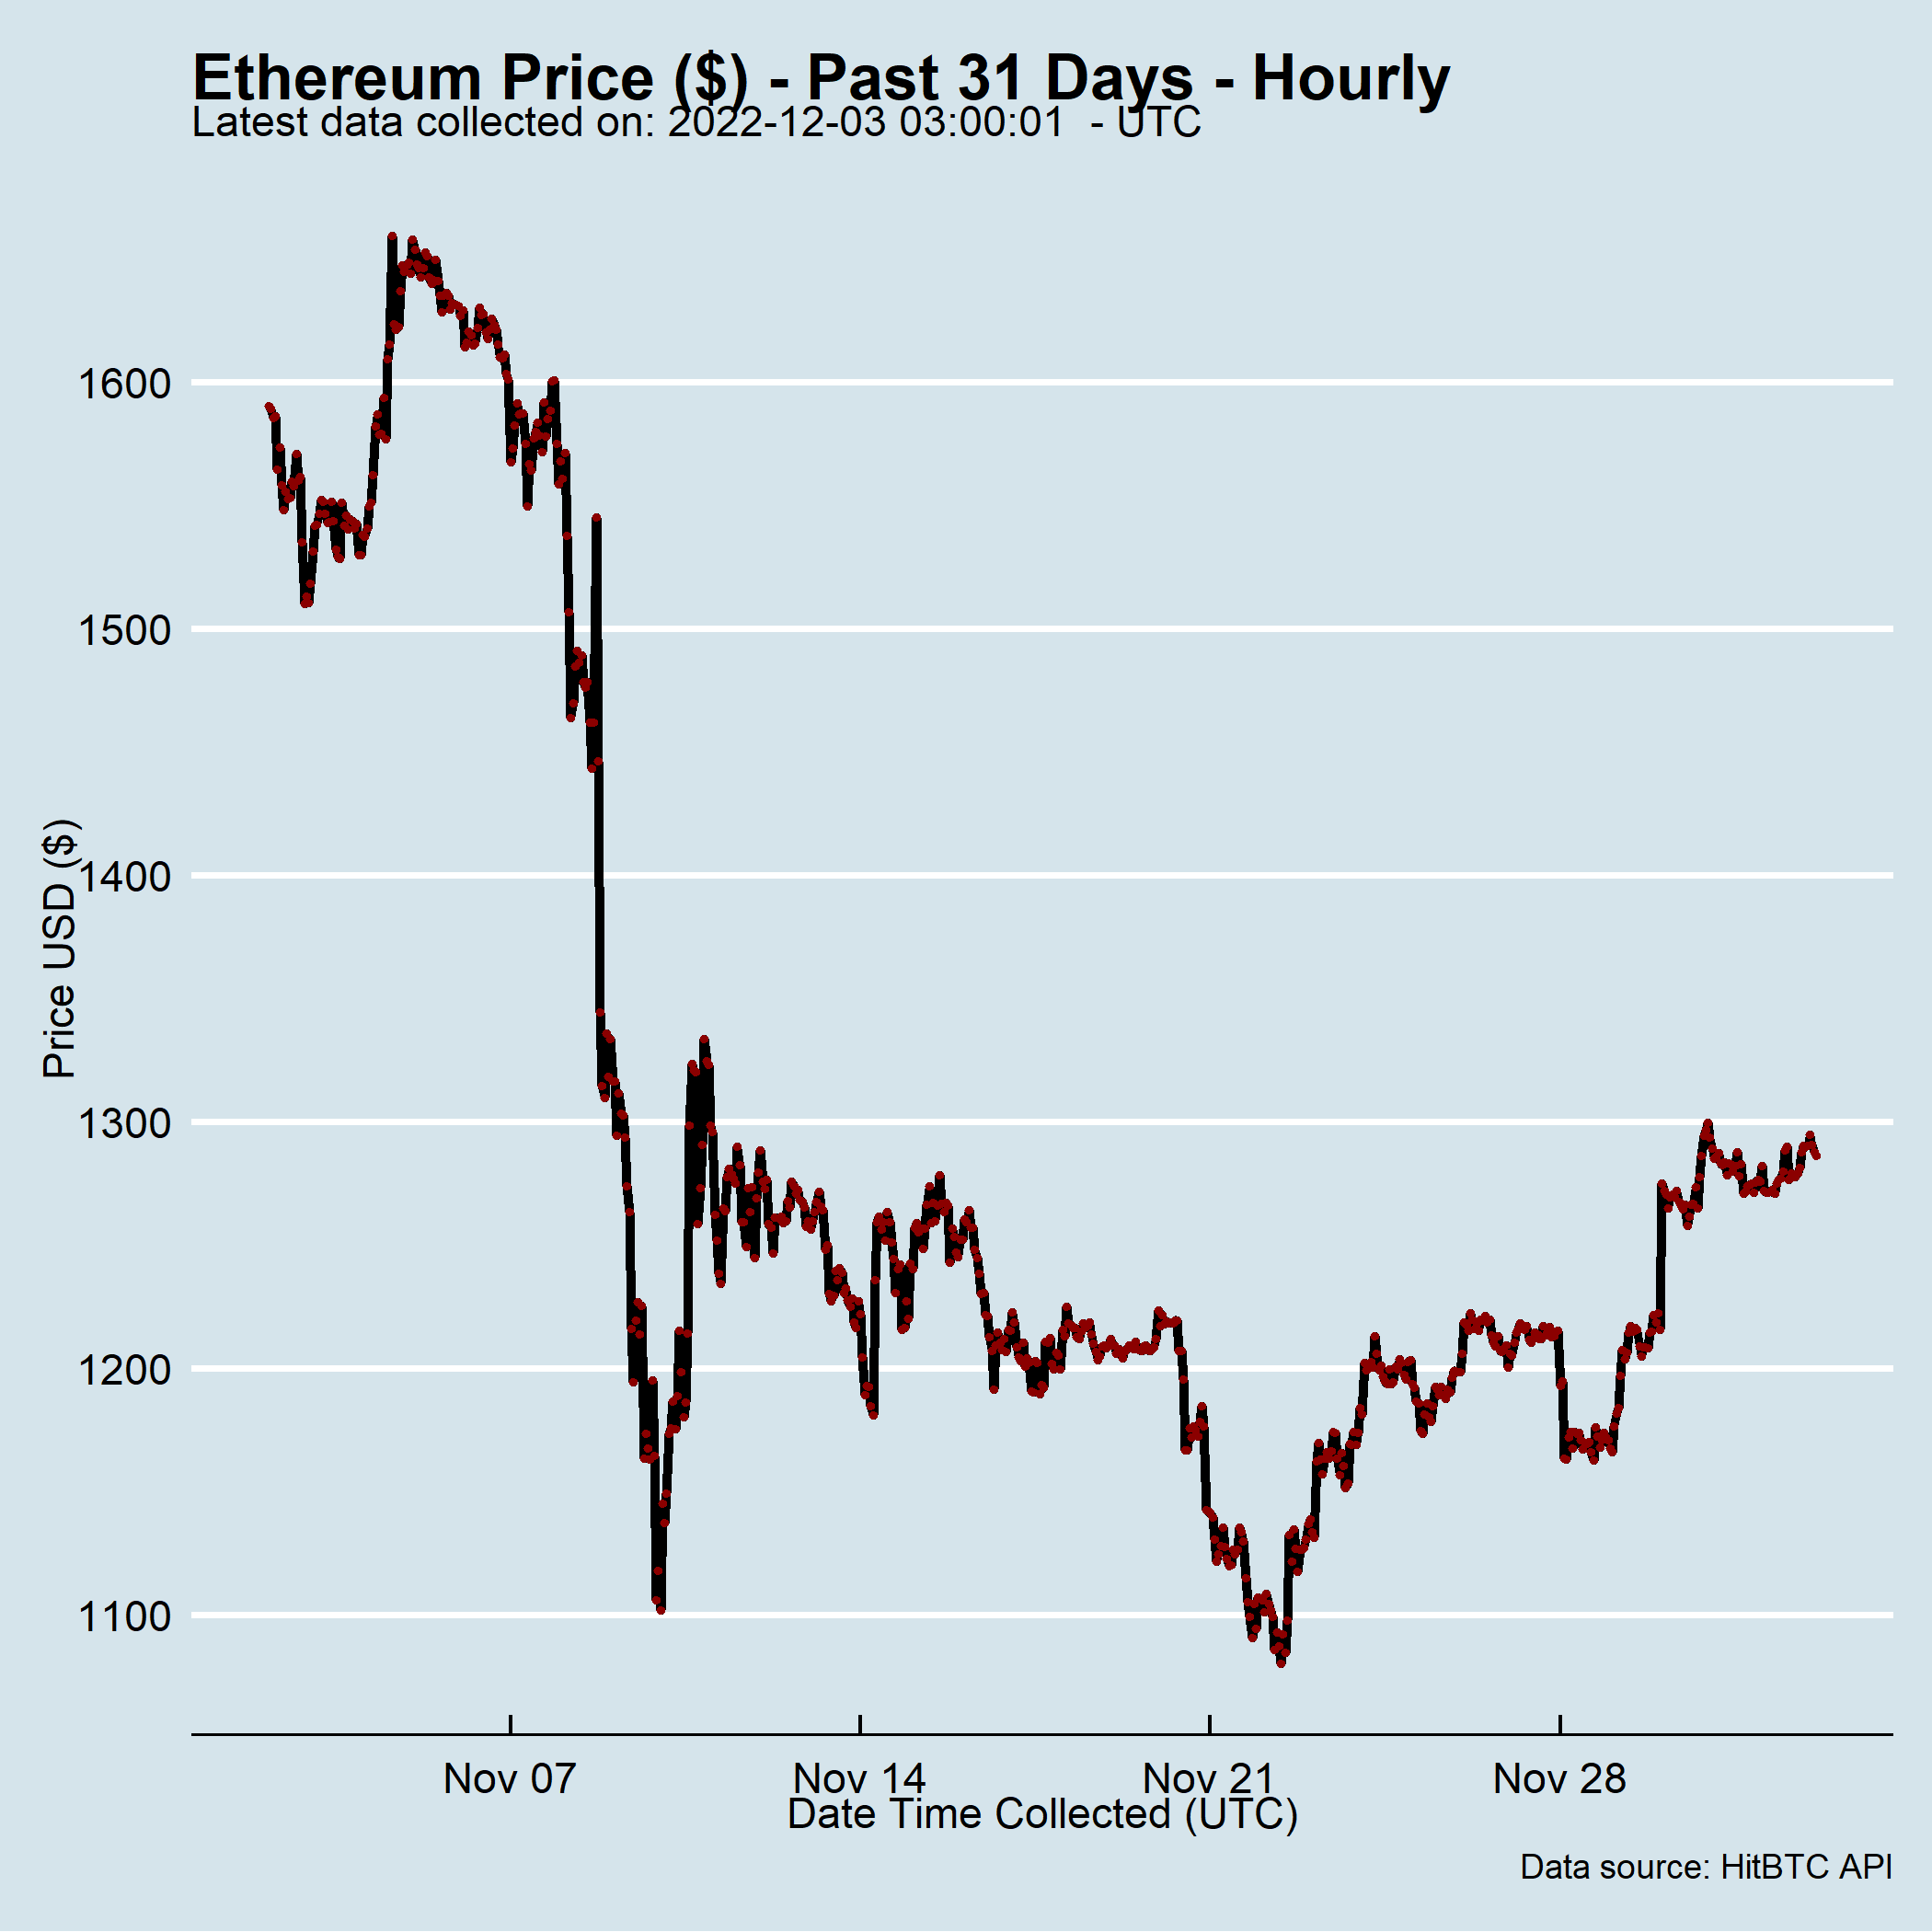 Ethereum Price ($) - Past 31 Days - Hourly
Latest data collected on: 2022-12-03 03:00:01  - UTC
Price USD ($)
1600
1500
1400
1300
1200
1100
Nov 07
Nov 14
Nov 21
Nov 28
Date Time Collected (UTC)
Data source: HitBTC API